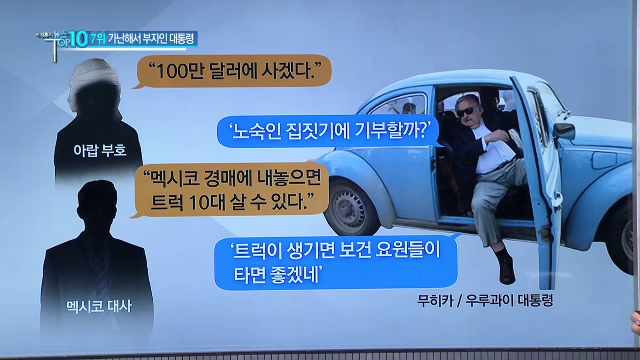 TOP10 7위 가난해서 부자인 대통령
“100만 달러에 사겠다.”
아랍 부호
‘노숙인 집짓기에 기부할까?’
“멕시코 경매에 내놓으면
트럭 10대 살 수 있다.”
멕시코 대사
‘트럭이 생기면 보건 요원들이
타면 좋겠네’
무히카 / 우루과이 대통령